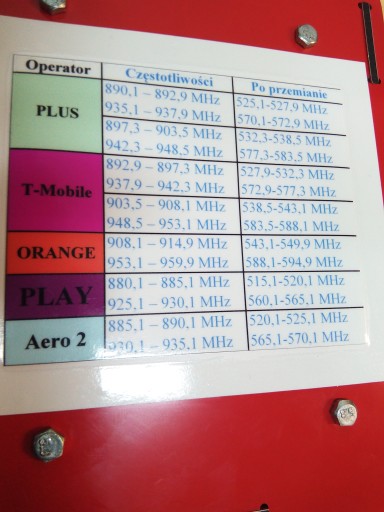 Operator Częstotliwości Po przemianie
PLUS
890,1 – 892,9 MHz 525,1-527,9 MHz
935,1 – 937,9 MHz 570,1-572,9 MHz
897,3 – 903,5 MHz 532,3-538,5 MHz
942,3 – 948,5 MHz 577,3-583,5 MHz
T-Mobile
892,9 – 897,3 MHz 527,9-532,3 MHz
937,9 – 942,3 MHz 572,9-577,3 MHz
903,5 – 908,1 MHz 538,5-543,1 MHz
948,5 – 953,1 MHz 583,5-588,1 MHz
ORANGE
908,1 – 914,9 MHz 543,1-549,9 MHz
953,1 – 959,9 MHz 588,1-594,9 MHz
PLAY
880,1 – 885,1 MHz 515,1-520,1 MHz
925,1 – 930,1 MHz 560,1-565,1 MHz
Aero 2
885,1 – 890,1 MHz 520,1-525,1 MHz
930,1 – 935,1 MHz 565,1-570,1 MHz